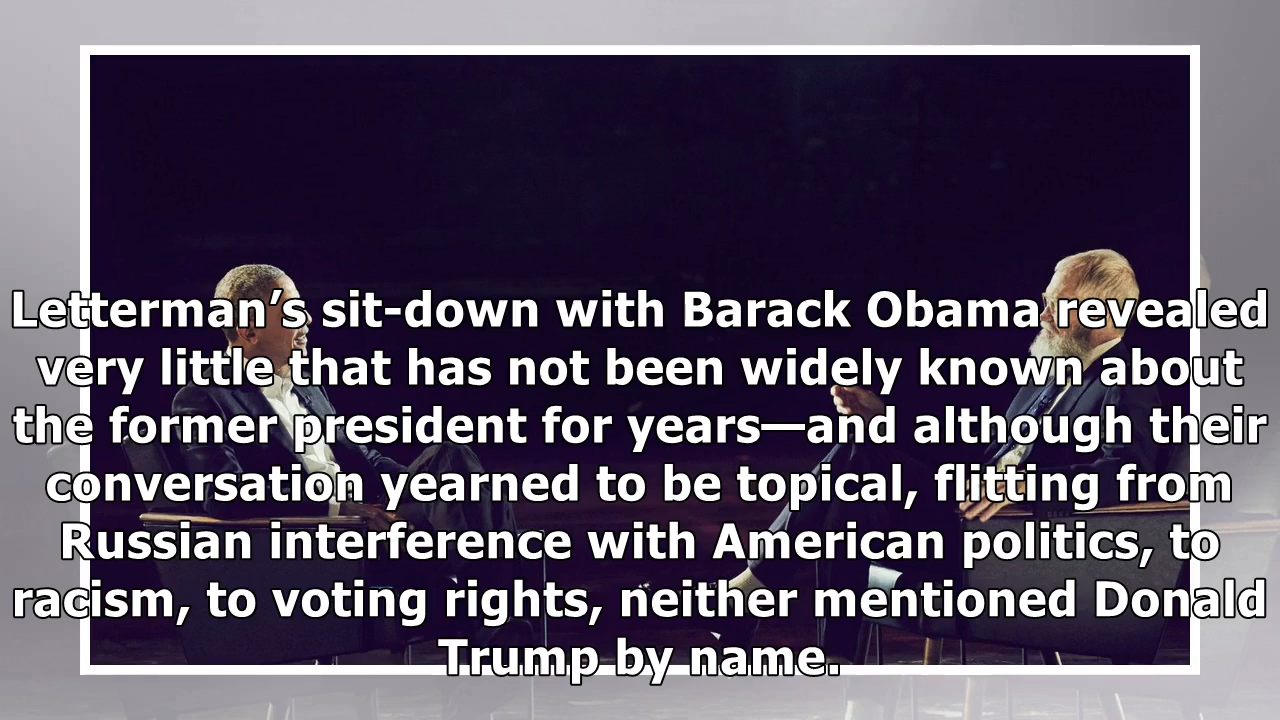 Letterman’s sit-down with Barack Obama revealed
very little that has not been widely known about
the former president for years—and although their
conversation yearned to be topical, flitting from
Russian interference with American politics, to
racism, to voting rights, neither mentioned Donald
Trump by name.